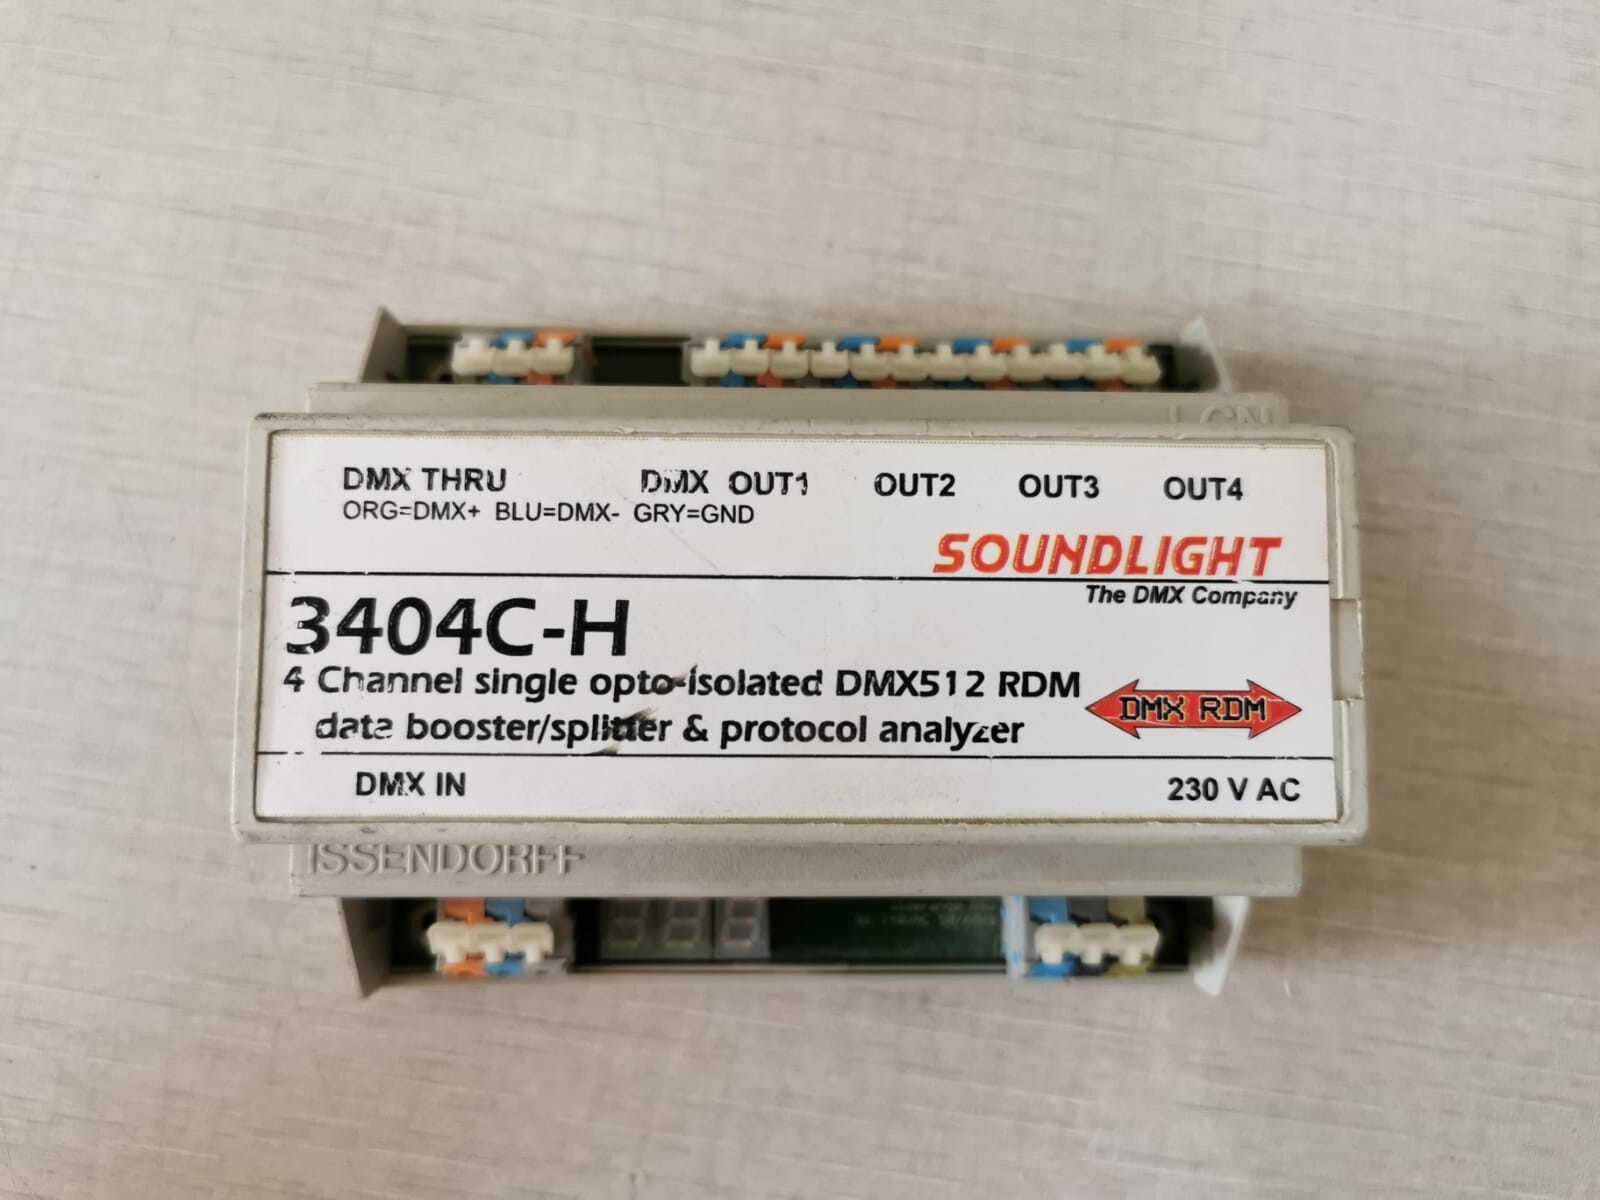 LCN
DMX THRU DMX OUT1 OUT2 OUT3 OUT4
ORG=DMX+ BLU=DMX- GRY=GND
SOUNDLIGHT
The DMX Company
3404C-H
4 Channel single opto-isolated DMX512 RDM
data booster/splitter & protocol analyzer
DMX RDM
DMX IN 230 V AC
ISSENDORFF